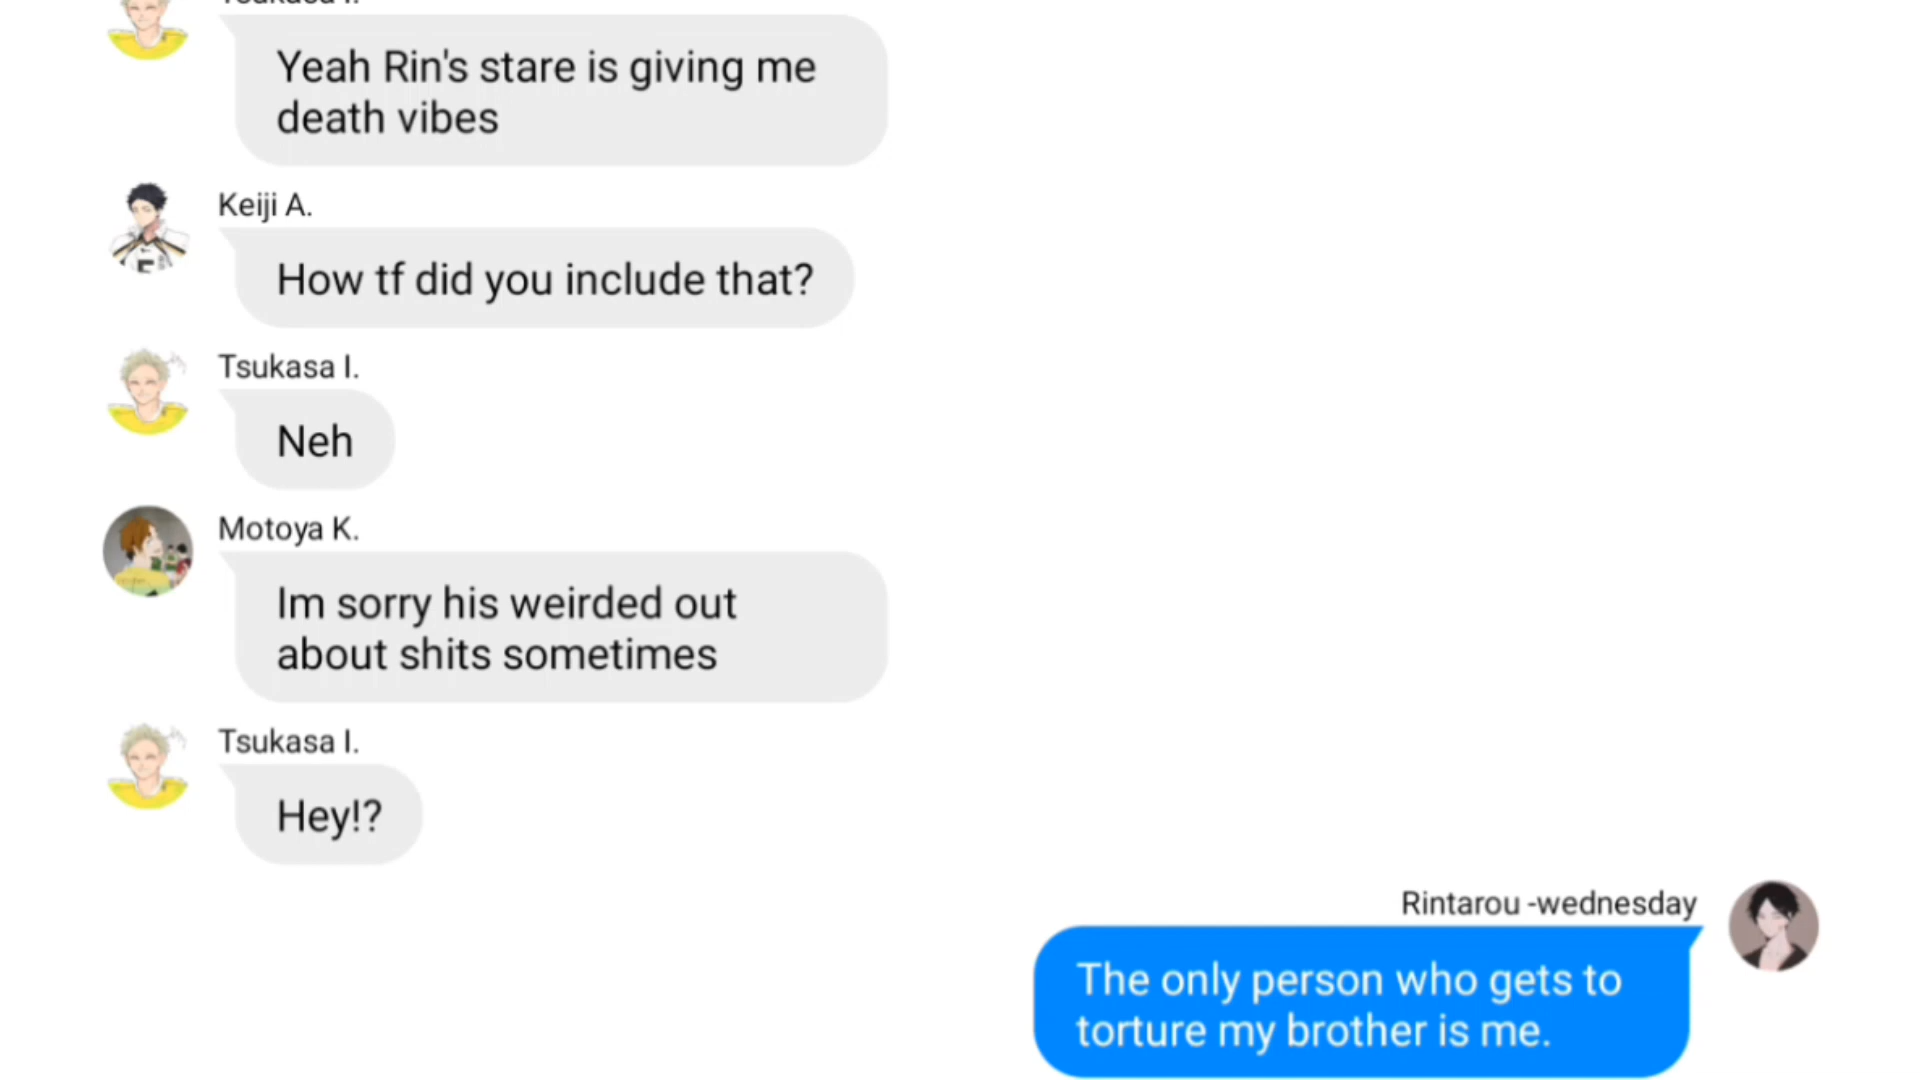 Tsukasa I.
Yeah Rin's stare is giving me
death vibes
Keiji A.
How tf did you include that?
Tsukasa I.
Neh
Motoya K.
Im sorry his weirded out
about shits sometimes
Tsukasa I.
Hey!?
Rintarou -wednesday
The only person who gets to
torture my brother is me.